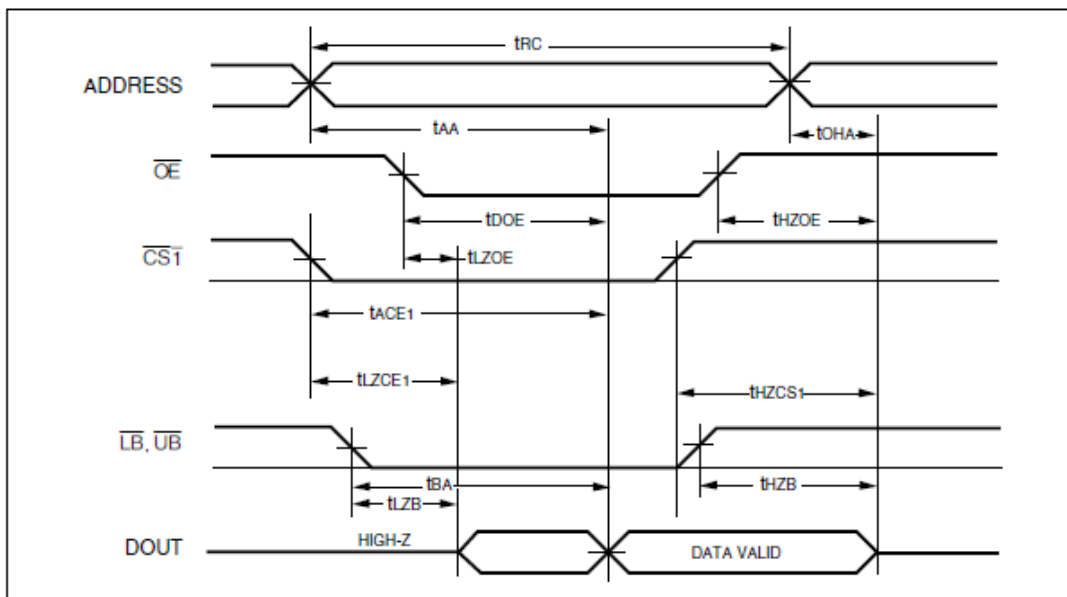 tRC
ADDRESS
tAA
tOHA
OE
tDOE
tHZOE
CS1
tLZOE
tACE1
tLZCE1
tHZCS1
LB, UB
tBA
tHZB
tLZB
HIGH-Z
DOUT
DATA VALID